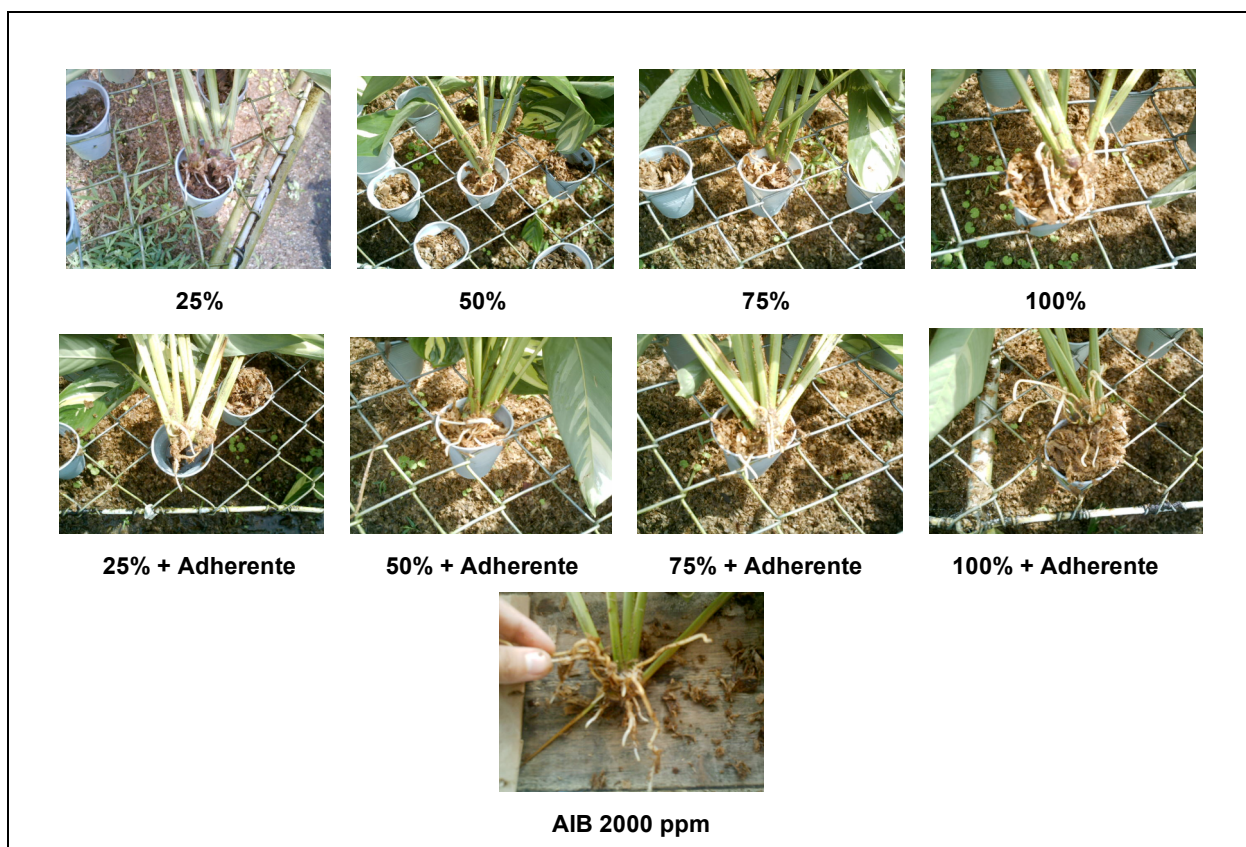 25%
50%
75%
100%
25% + Adherente
50% + Adherente
75% + Adherente
100% + Adherente
AIB 2000 ppm